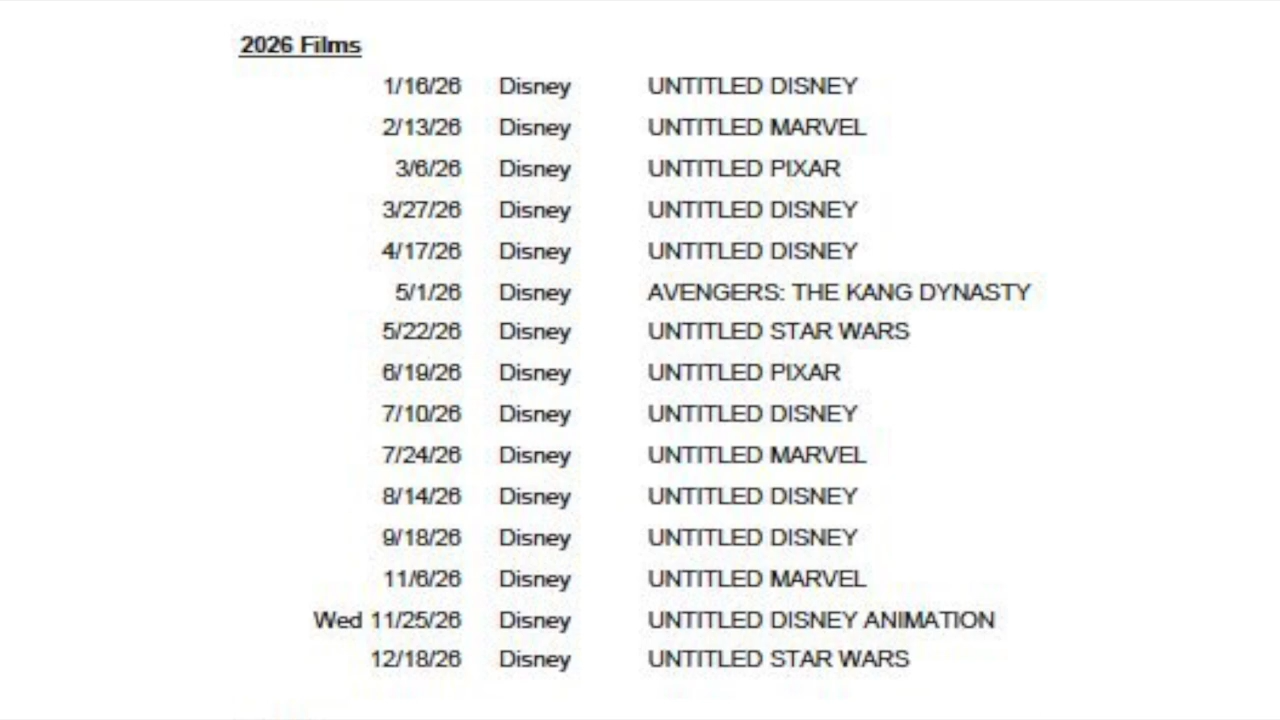 2026 Films
1/16/26 Disney UNTITLED DISNEY
2/13/26 Disney UNTITLED MARVEL
3/6/26 Disney UNTITLED PIXAR
3/27/26 Disney UNTITLED DISNEY
4/17/26 Disney UNTITLED DISNEY
5/1/26 Disney AVENGERS: THE KANG DYNASTY
5/22/26 Disney UNTITLED STAR WARS
6/19/26 Disney UNTITLED PIXAR
7/10/26 Disney UNTITLED DISNEY
7/24/26 Disney UNTITLED MARVEL
8/14/26 Disney UNTITLED DISNEY
9/18/26 Disney UNTITLED DISNEY
11/6/26 Disney UNTITLED MARVEL
Wed 11/25/26 Disney UNTITLED DISNEY ANIMATION
12/18/26 Disney UNTITLED STAR WARS